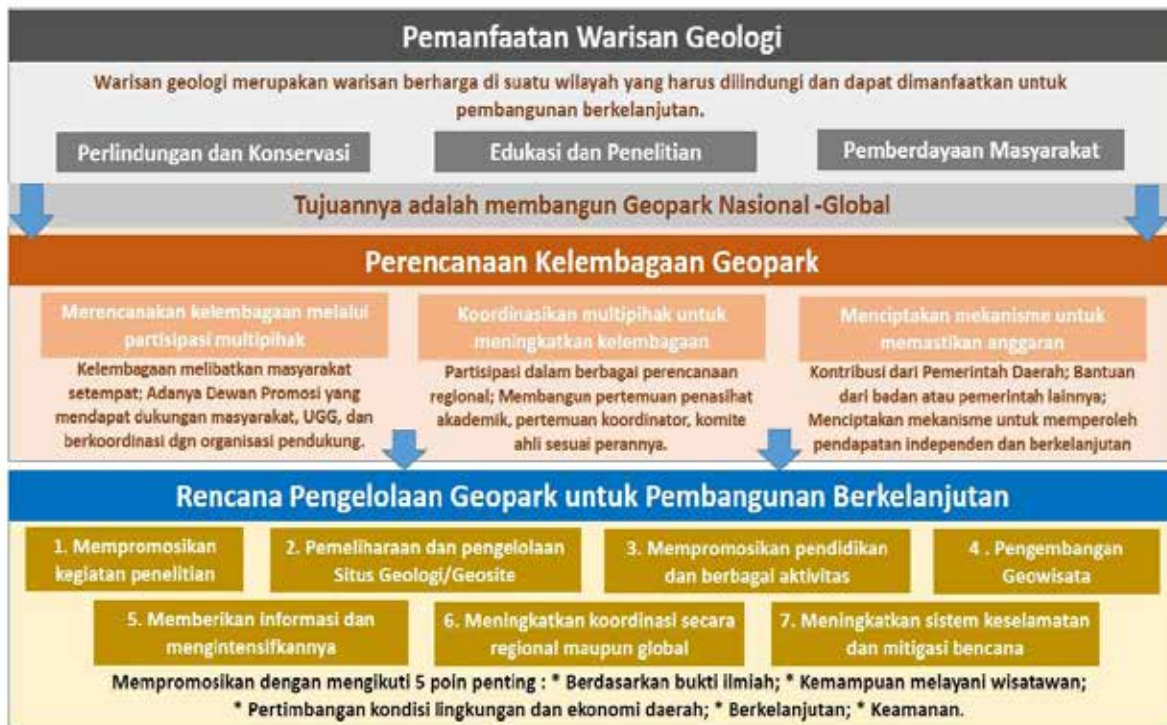 Pemanfaatan Warisan Geologi
Warisan geologi merupakan warisan berharga di suatu wilayah yang harus dilindungi dan dapat dimanfaatkan untuk
pembangunan berkelanjutan.
Perlindungan dan Konservasi
Edukasi dan Penelitian
Pemberdayaan Masyarakat
Tujuannya adalah membangun Geopark Nasional -Global
Perencanaan Kelembagaan Geopark
Merencanakan kelembagaan melalui
partisipasi multipihak
Kelembagaan melibatkan masyarakat
setempat; Adanya Dewan Promosi yang
mendapat dukungan masyarakat, UGG, dan
berkoordinasi dgn organisasi pendukung.
Koordinasikan multipihak untuk
meningkatkan kelembagaan
Partisipasi dalam berbagai perencanaan
regional; Membangun pertemuan penasihat
akademik, pertemuan koordinator, komite
ahli sesuai perannya.
Menciptakan mekanisme untuk
memastikan anggaran
Kontribusi dari Pemerintah Daerah; Bantuan
dari badan atau pemerintah lainnya;
Menciptakan mekanisme untuk memperoleh
pendapatan independen dan berkelanjutan
Rencana Pengelolaan Geopark untuk Pembangunan Berkelanjutan
1. Mempromosikan
kegiatan penelitian
2. Pemeliharaan dan pengelolaan
Situs Geologi/Geosite
3. Mempromosikan pendidikan
dan berbagai aktivitas
4 . Pengembangan
Geowisata
5. Memberikan informasi dan
mengintensifkannya
6. Meningkatkan koordinasi secara
regional maupun global
7. Meningkatkan sistem keselamatan
dan mitigasi bencana
Mempromosikan dengan mengikuti 5 poin penting : * Berdasarkan bukti ilmiah; * Kemampuan melayani wisatawan;
* Pertimbangan kondisi lingkungan dan ekonomi daerah; * Berkelanjutan; * Keamanan.